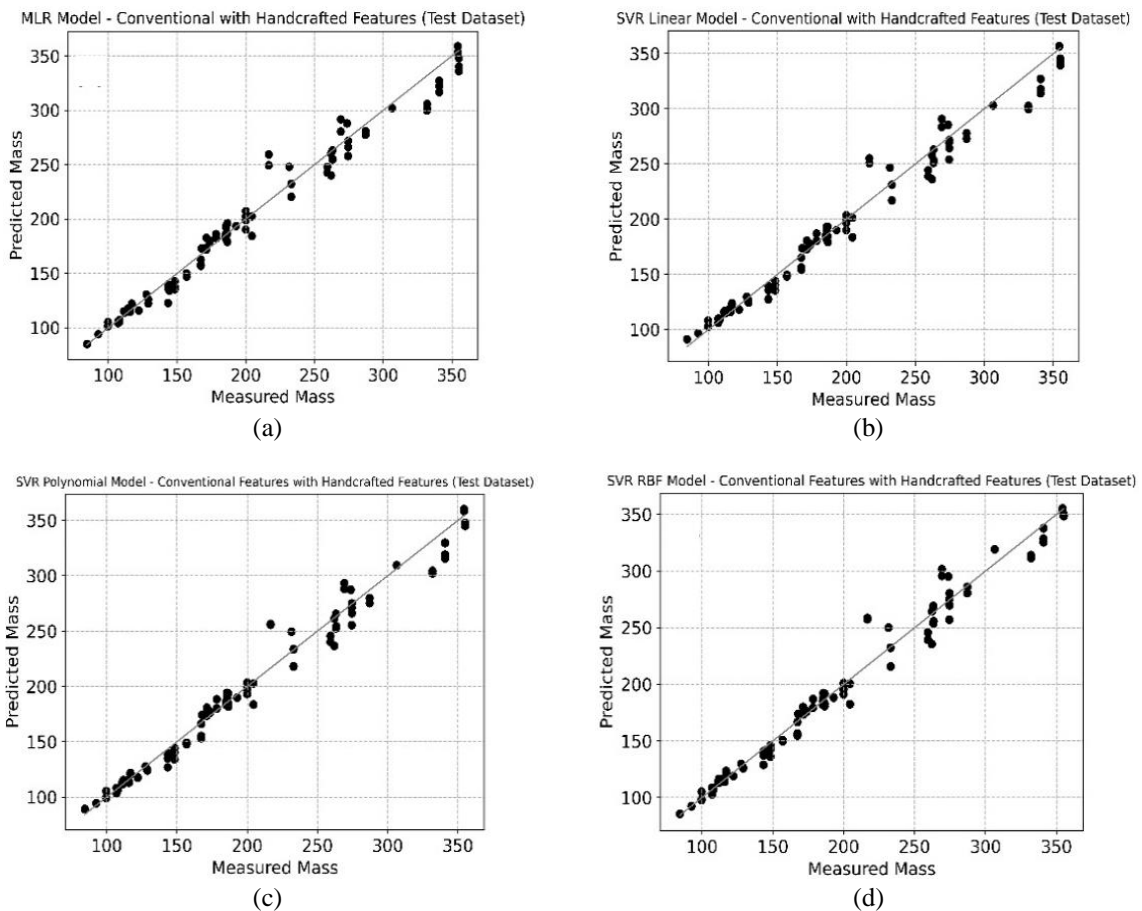 MLR Model - Conventional with Handcrafted Features (Test Dataset)
350
300
250
200
150
100
Predicted Mass
100 150 200 250 300 350
Measured Mass
(a)
SVR Linear Model - Conventional with Handcrafted Features (Test Dataset)
350
300
250
200
150
100
Predicted Mass
100 150 200 250 300 350
Measured Mass
(b)
SVR Polynomial Model - Conventional Features with Handcrafted Features (Test Dataset)
350
300
250
200
150
100
Predicted Mass
100 150 200 250 300 350
Measured Mass
(c)
SVR RBF Model - Conventional Features with Handcrafted Features (Test Dataset)
350
300
250
200
150
100
Predicted Mass
100 150 200 250 300 350
Measured Mass
(d)